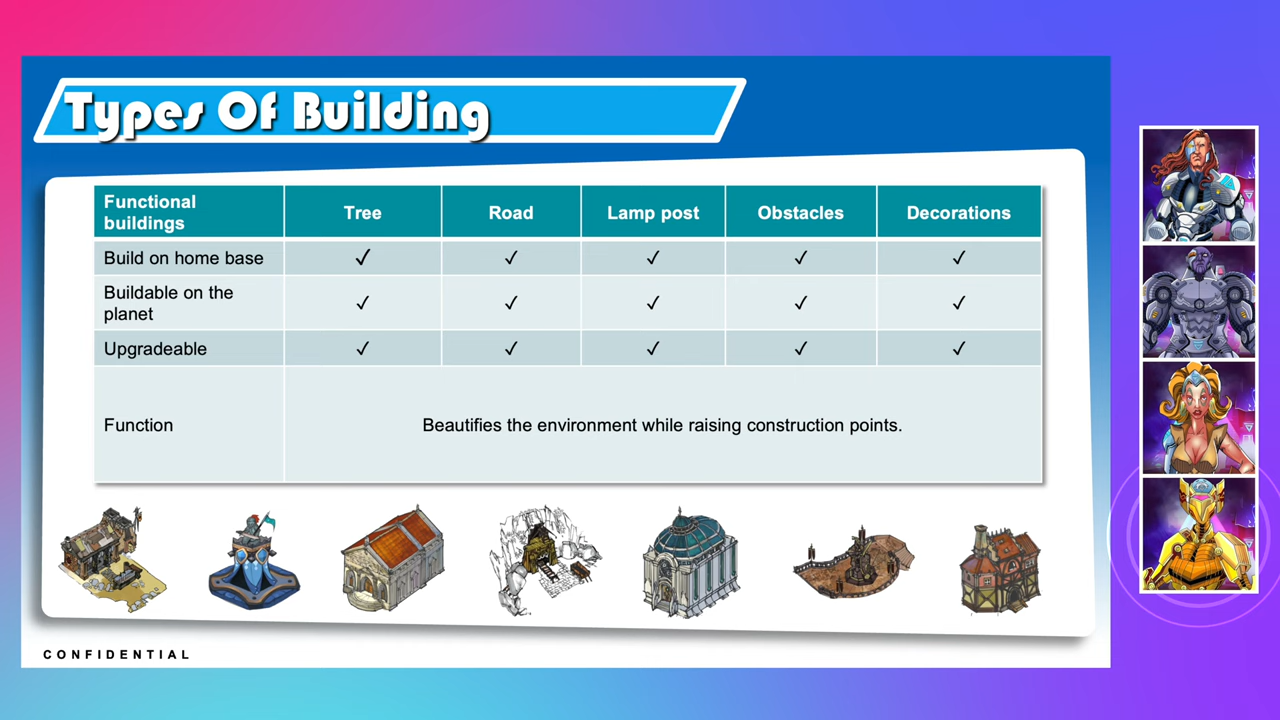 Types Of Building
Functional buildings Tree Road Lamp post Obstacles Decorations
Build on home base ✓ ✓ ✓ ✓ ✓
Buildable on the planet ✓ ✓ ✓ ✓ ✓
Upgradeable ✓ ✓ ✓ ✓ ✓
Function Beautifies the environment while raising construction points.
CONFIDENTIAL